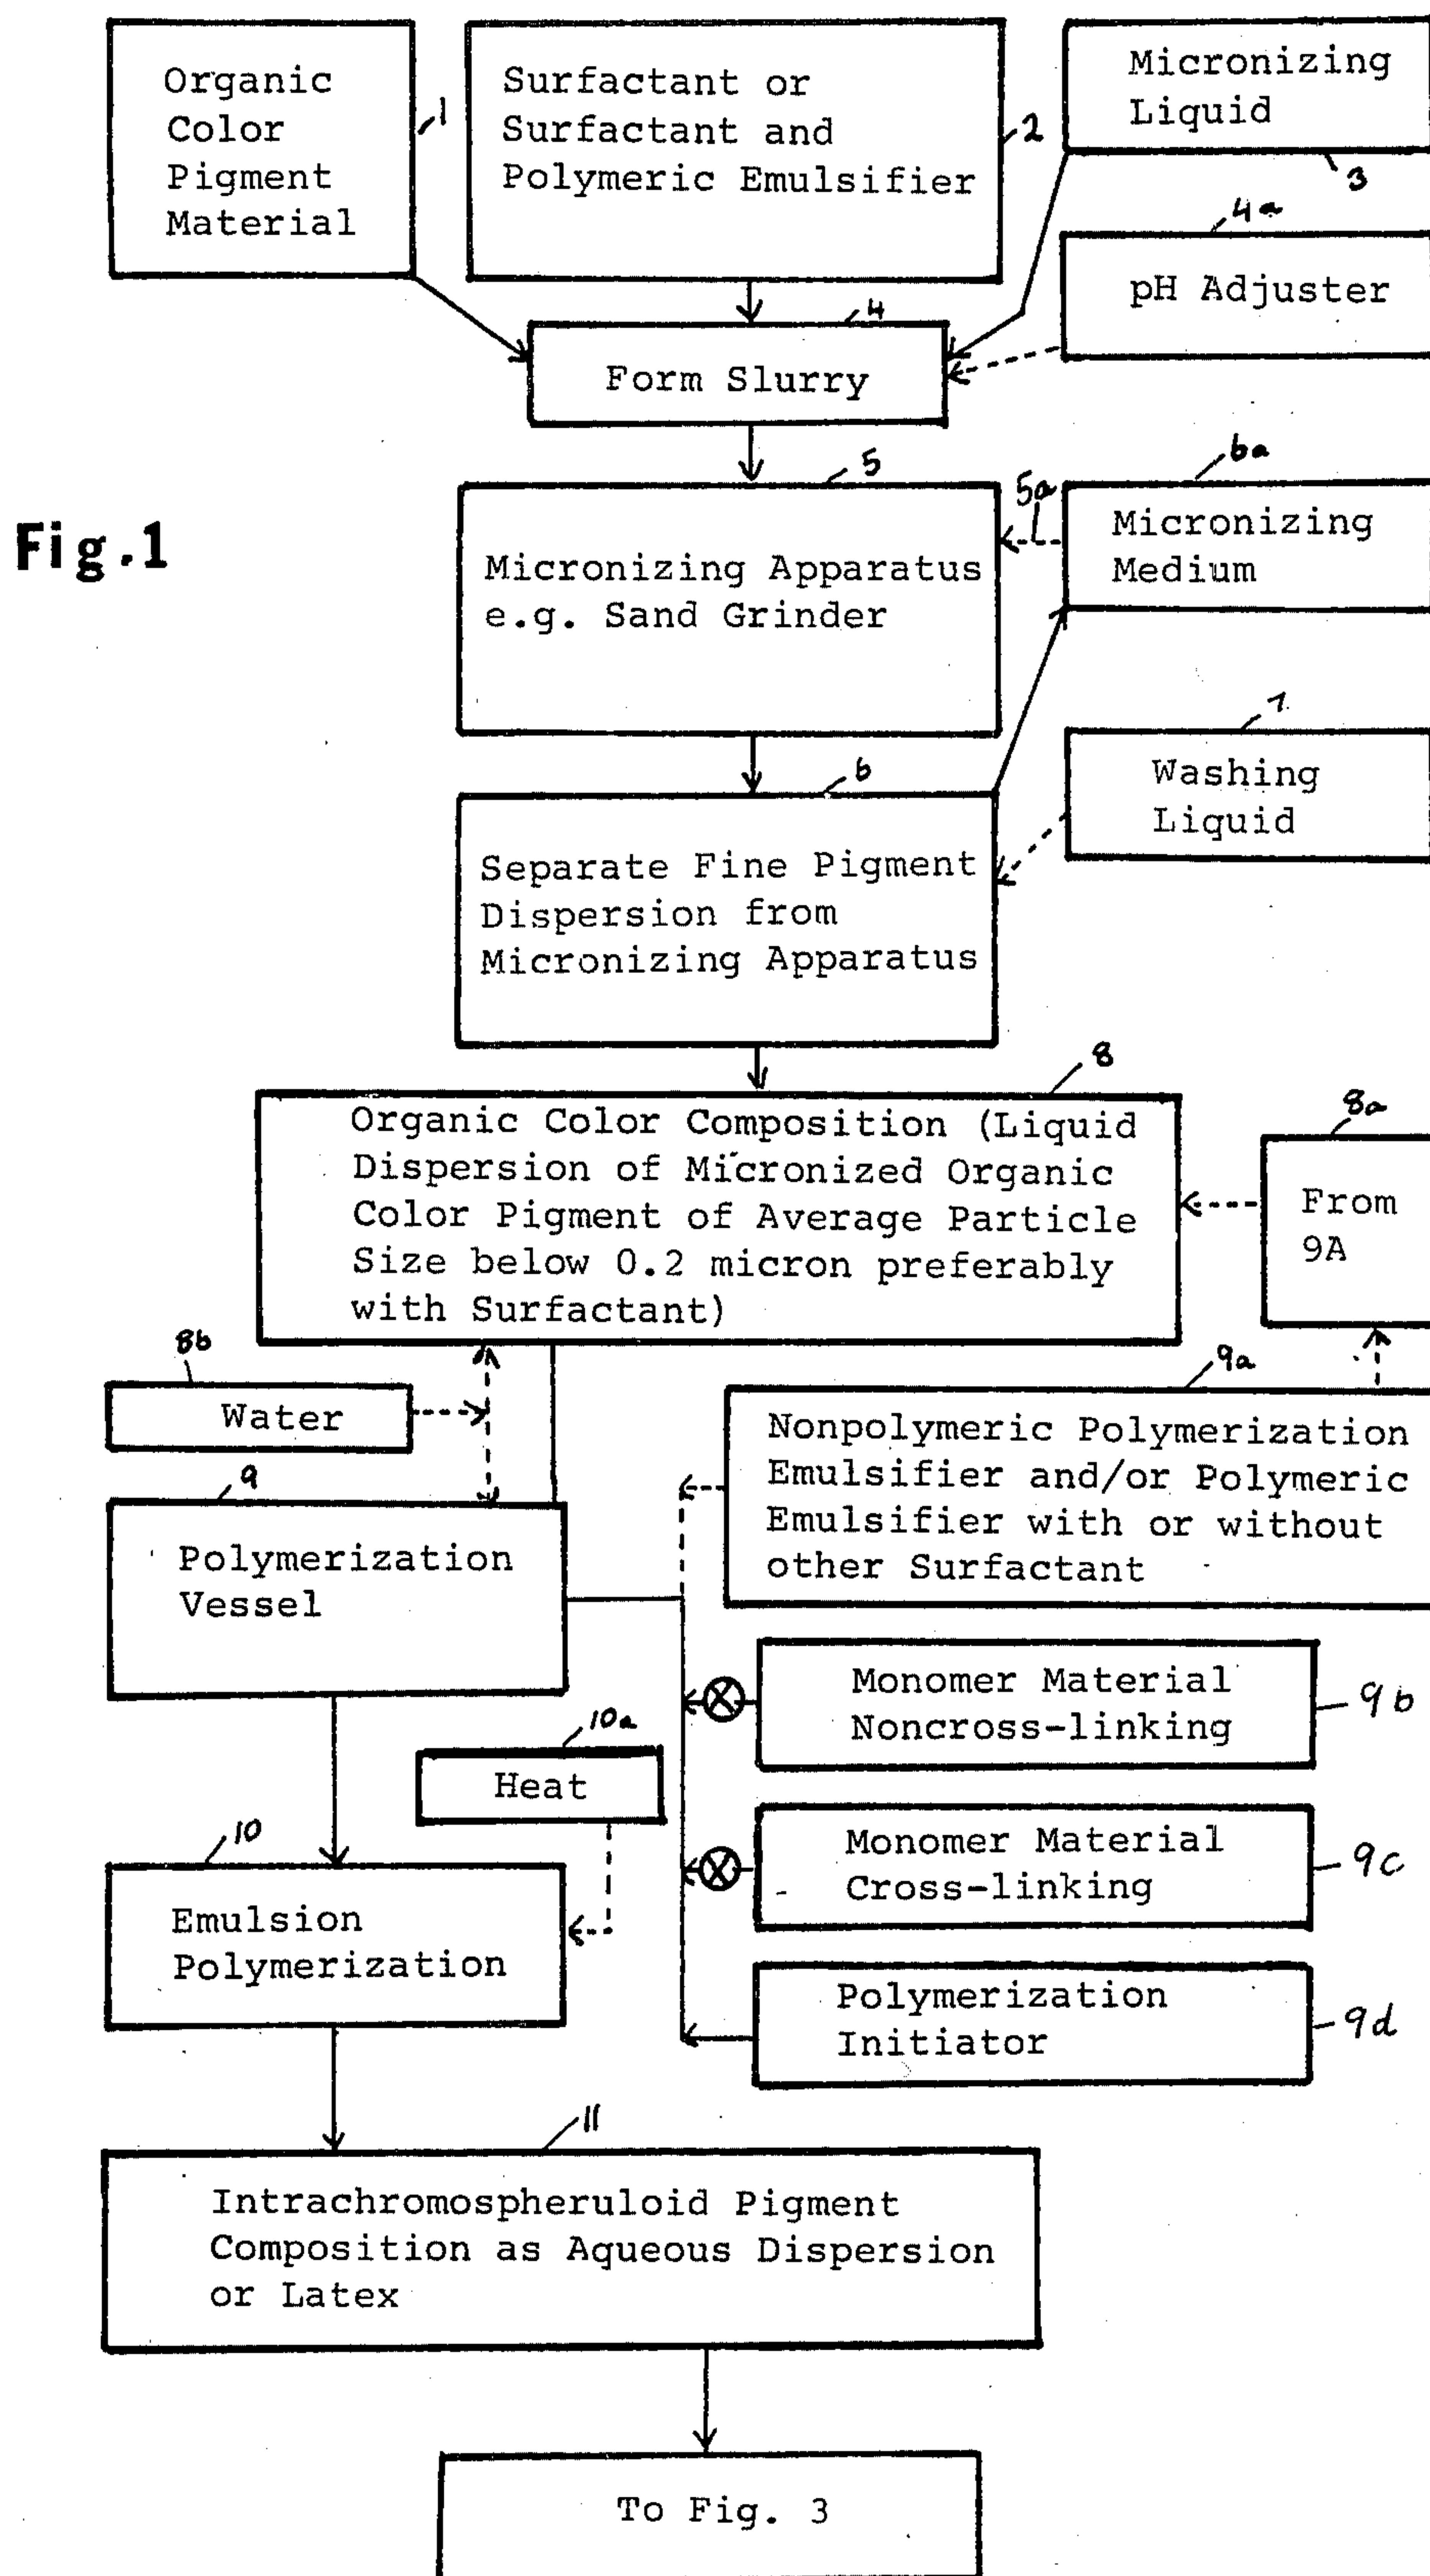 Organic
Color
Pigment
Material
1
Surfactant or
Surfactant and
Polymeric Emulsifier
2
Micronizing
Liquid
3
4a
pH Adjuster
4
Form Slurry
Fig.1
5
Micronizing Apparatus
e.g. Sand Grinder
5a
6a
Micronizing
Medium
6
Separate Fine Pigment
Dispersion from
Micronizing Apparatus
7
Washing
Liquid
8
Organic Color Composition (Liquid
Dispersion of Micronized Organic
Color Pigment of Average Particle
Size below 0.2 micron preferably
with Surfactant)
8a
From
9A
8b
Water
9
Polymerization
Vessel
9a
Nonpolymeric Polymerization
Emulsifier and/or Polymeric
Emulsifier with or without
other Surfactant
Monomer Material
Noncross-linking
9b
10a
Heat
Monomer Material
Cross-linking
9c
10
Emulsion
Polymerization
Polymerization
Initiator
9d
11
Intrachromospheruloid Pigment
Composition as Aqueous Dispersion
or Latex
To Fig. 3